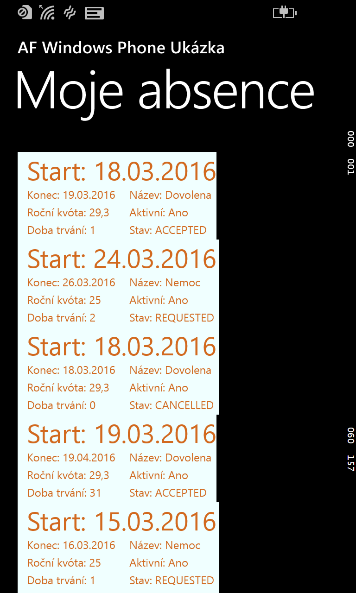 AF Windows Phone Ukázka
Moje absence
Start: 18.03.2016
Konec: 19.03.2016 Název: Dovolena
Roční kvóta: 29,3 Aktivní: Ano
Doba trvání: 1 Stav: ACCEPTED
Start: 24.03.2016
Konec: 26.03.2016 Název: Nemoc
Roční kvóta: 25 Aktivní: Ano
Doba trvání: 2 Stav: REQUESTED
Start: 18.03.2016
Konec: 18.03.2016 Název: Dovolena
Roční kvóta: 29,3 Aktivní: Ano
Doba trvání: 0 Stav: CANCELLED
Start: 19.03.2016
Konec: 19.04.2016 Název: Dovolena
Roční kvóta: 29,3 Aktivní: Ano
Doba trvání: 31 Stav: ACCEPTED
Start: 15.03.2016
Konec: 16.03.2016 Název: Nemoc
Roční kvóta: 25 Aktivní: Ano
Doba trvání: 1 Stav: REQUESTED
000 001
060 157